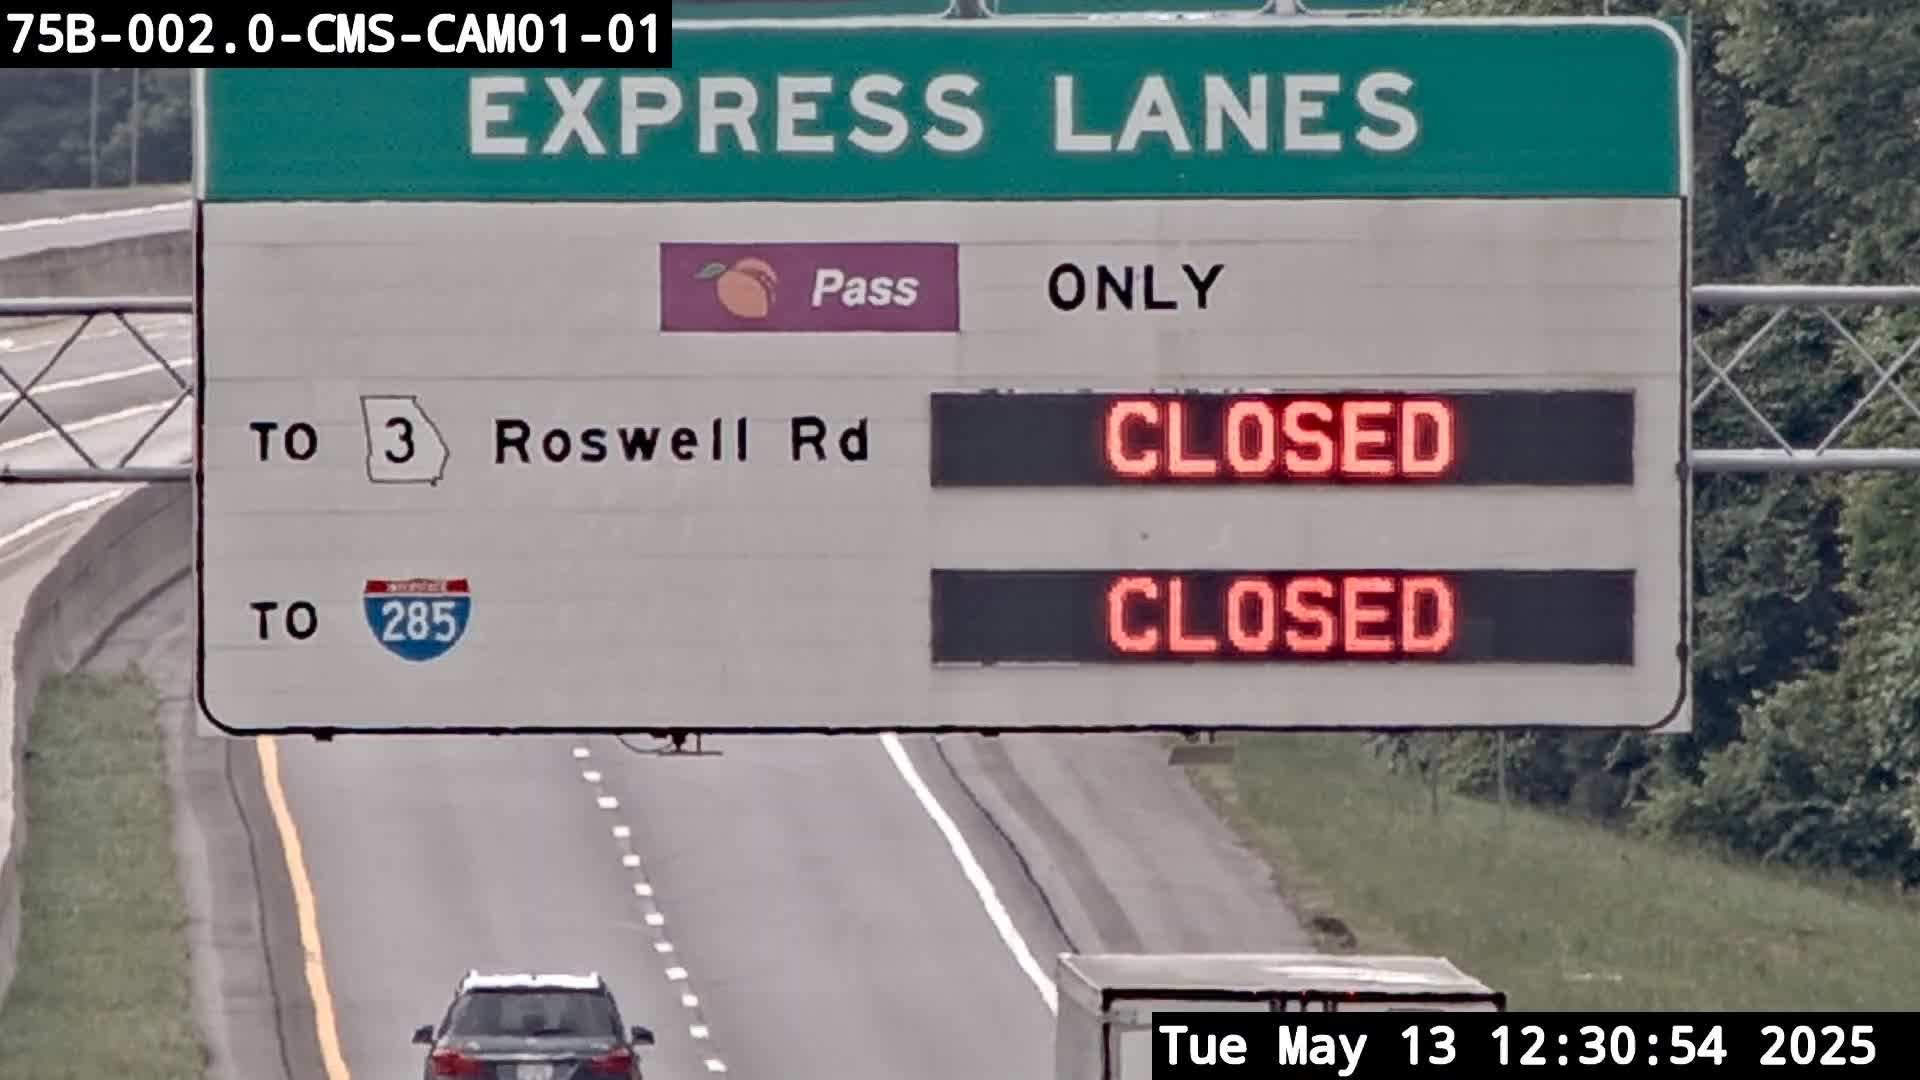 75B-002.0-CMS-CAM01-01
EXPRESS LANES
Pass ONLY
TO 3 Roswell Rd CLOSED
INTERSTATE
TO 285 CLOSED
Tue May 13 12:30:54 2025